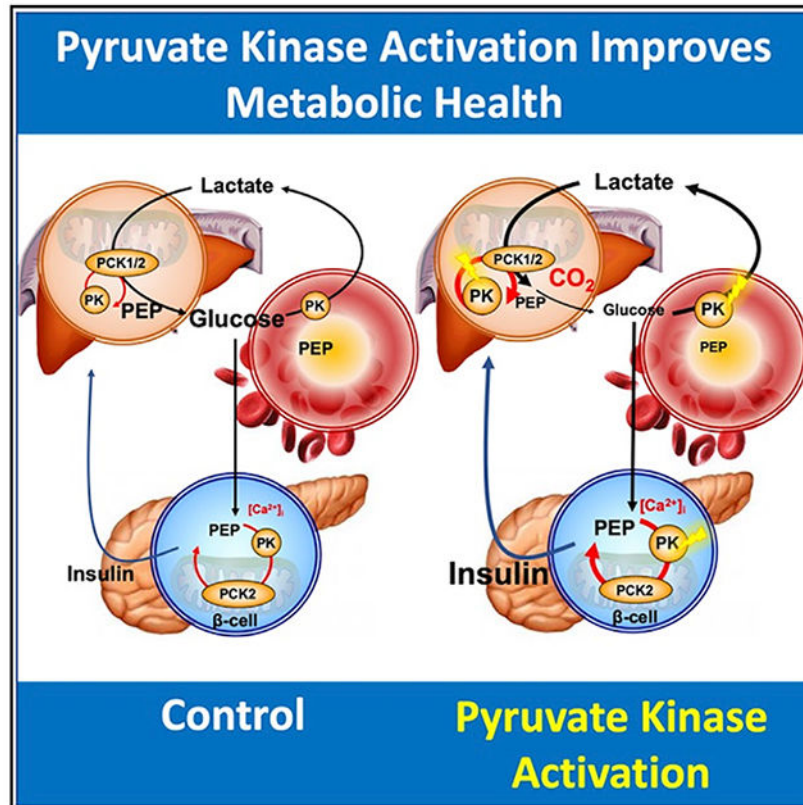 Pyruvate Kinase Activation Improves
Metabolic Health
Lactate
PCK1/2
PK
PEP
Glucose
PK
PEP
[Ca²⁺]ᵢ
PEP
PK
Insulin
PCK2
β-cell
Control
Lactate
PCK1/2
CO₂
PK
PEP
Glucose
PK
PEP
[Ca²⁺]ᵢ
PEP
PK
Insulin
PCK2
β-cell
Pyruvate Kinase
Activation